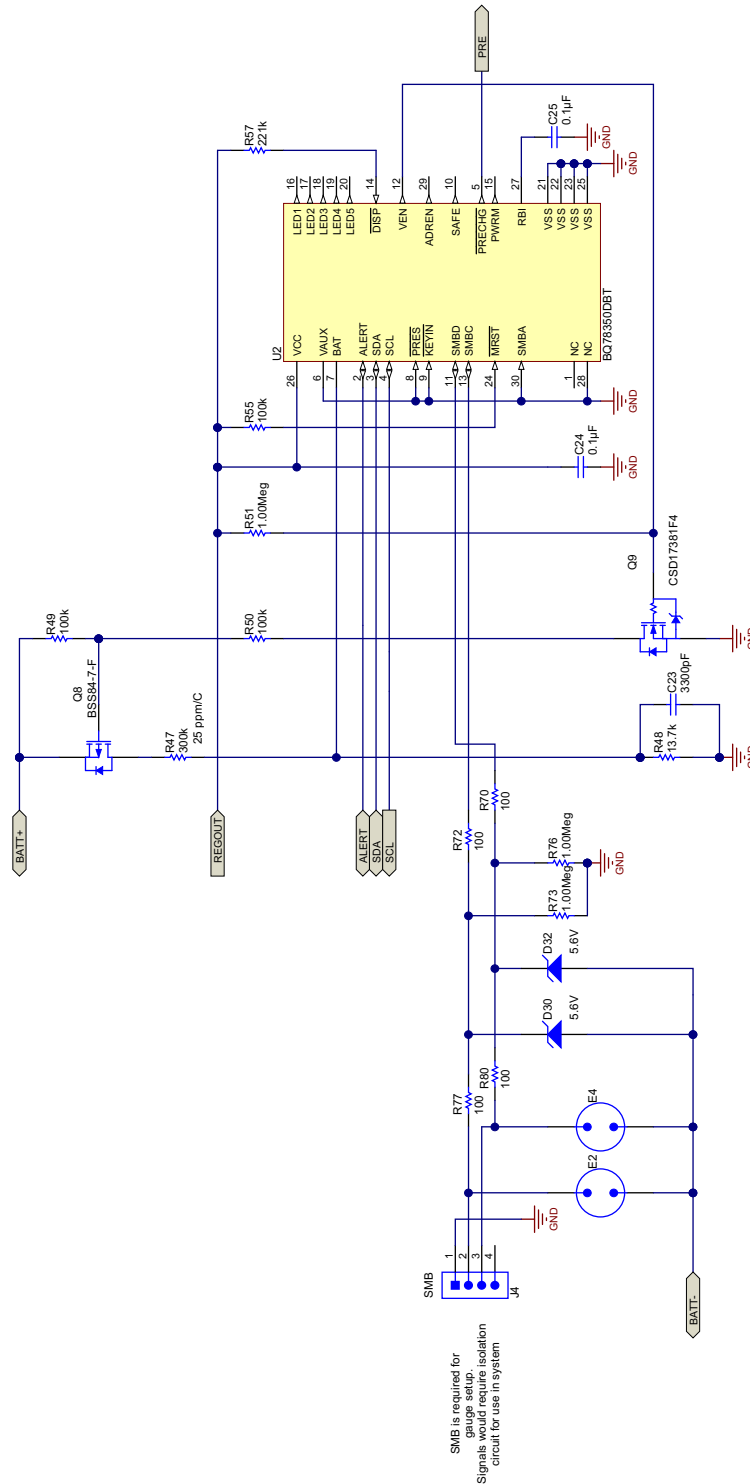 BATT+
Q8
BSS84-7-F
R49
100k
R47
300k
25 ppm/C
REGOUT
R50
100k
R51
1.00Meg
R55
100k
R57
221k
ALERT
SDA
SCL
U2
26
VCC
6
VAUX
7
BAT
2
ALERT
3
SDA
4
SCL
8
PRES
9
KEYIN
11
SMBD
13
SMBC
24
MRST
30
SMBA
1
NC
28
NC
LED1
16
LED2
17
LED3
18
LED4
19
LED5
20
DISP
14
VEN
12
ADREN
29
SAFE
10
PRECHG
5
PWRM
15
RBI
27
VSS
21
VSS
22
VSS
23
VSS
25
BQ78350DBT
PRE
C25
0.1µF
GND
GND
GND
C24
0.1µF
GND
Q9
CSD17381F4
GND
C23
3300pF
R48
13.7k
GND
R72
100
R70
100
R76
1.00Meg
R73
1.00Meg
GND
D32
5.6V
D30
5.6V
R77
100
R80
100
E4
E2
GND
SMB
1
2
3
4
J4
BATT-
SMB is required for
gauge setup.
Signals would require isolation
circuit for use in system